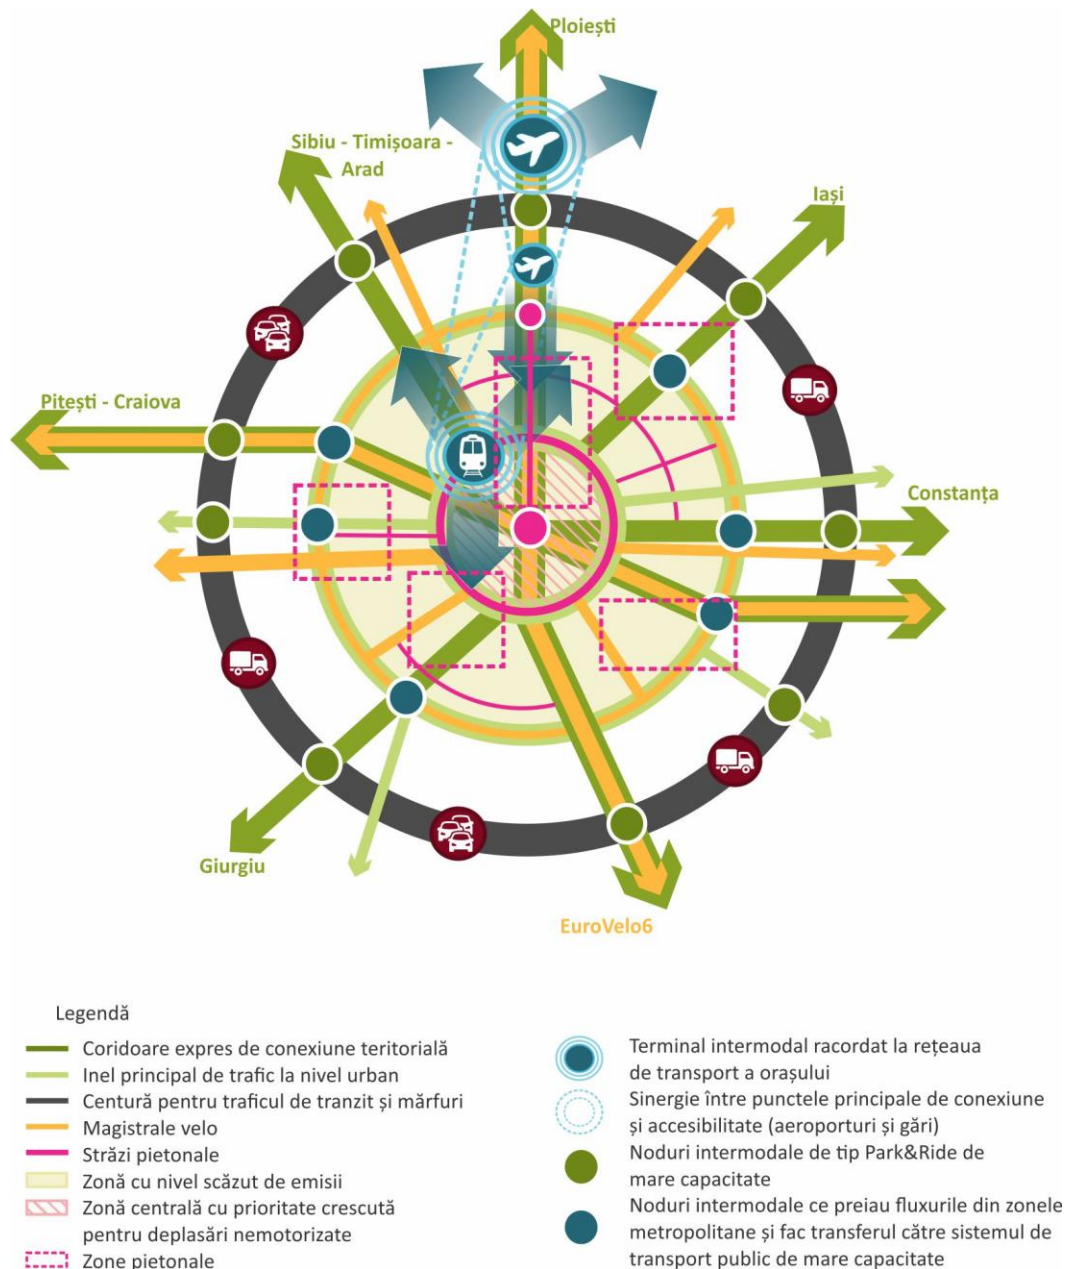 Ploiești
Sibiu - Timișoara -
Arad
Iași
Pitești - Craiova
Constanța
Giurgiu
EuroVelo6
Legendă
Coridoare expres de conexiune teritorială
Inel principal de trafic la nivel urban
Centură pentru traficul de tranzit și mărfuri
Magistrale velo
Străzi pietonale
Zonă cu nivel scăzut de emisii
Zonă centrală cu prioritate crescută
pentru deplasări nemotorizate
Zone pietonale
Terminal intermodal racordat la rețeaua
de transport a orașului
Sinergie între punctele principale de conexiune
și accesibilitate (aeroporturi și gări)
Noduri intermodale de tip Park&Ride de
mare capacitate
Noduri intermodale ce preiau fluxurile din zonele
metropolitane și fac transferul către sistemul de
transport public de mare capacitate